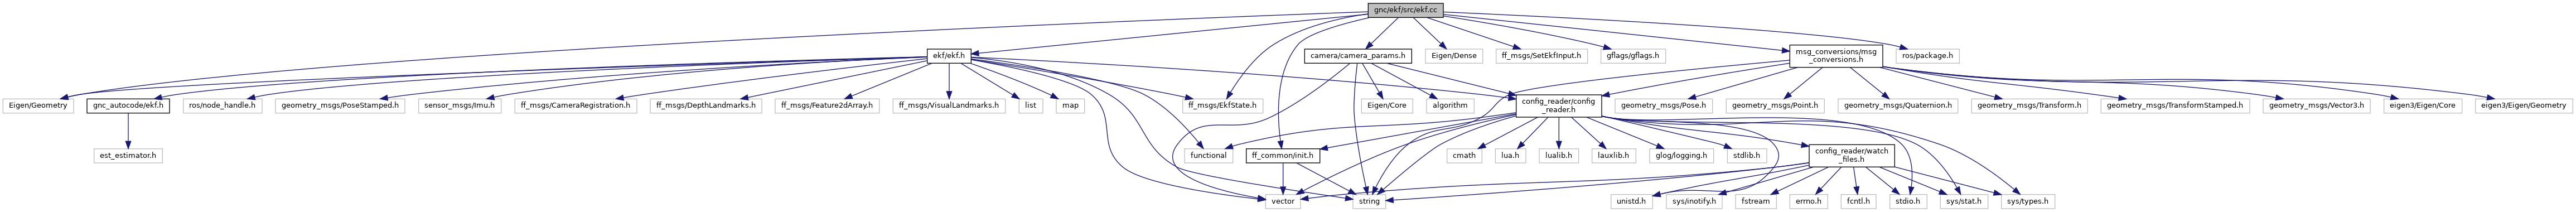 gnc/ekf/src/ekf.cc
ekf/ekf.h
camera/camera_params.h
Eigen/Dense
ff_msgs/SetEkfInput.h
gflags/gflags.h
msg_conversions/msg
_conversions.h
ros/package.h
Eigen/Geometry
gnc_autocode/ekf.h
ros/node_handle.h
geometry_msgs/PoseStamped.h
sensor_msgs/Imu.h
ff_msgs/CameraRegistration.h
ff_msgs/DepthLandmarks.h
ff_msgs/Feature2dArray.h
ff_msgs/VisualLandmarks.h
list
map
ff_msgs/EkfState.h
Eigen/Core
algorithm
config_reader/config
_reader.h
geometry_msgs/Pose.h
geometry_msgs/Point.h
geometry_msgs/Quaternion.h
geometry_msgs/Transform.h
geometry_msgs/TransformStamped.h
geometry_msgs/Vector3.h
eigen3/Eigen/Core
eigen3/Eigen/Geometry
est_estimator.h
functional
ff_common/init.h
cmath
lua.h
lualib.h
lauxlib.h
glog/logging.h
stdlib.h
config_reader/watch
_files.h
vector
string
unistd.h
sys/inotify.h
fstream
errno.h
fcntl.h
stdio.h
sys/stat.h
sys/types.h